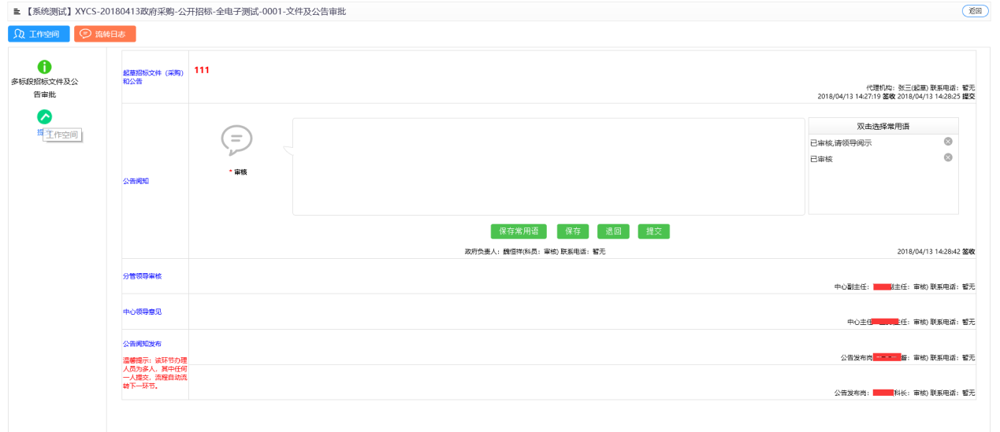 【系统测试】XYCS-20180413政府采购-公开招标-全电子测试-0001-文件及公告审批
返回
工作空间
流转日志
多标段招标文件及公
告审批
工作空间
起草招标文件（采购）
和公告
111
代理机构：张三(起草) 联系电话：暂无
2018/04/13 14:27:19 签收 2018/04/13 14:28:25 提交
公告阅知
* 审核
双击选择常用语
已审核,请领导阅示
已审核
保存常用语
保存
退回
提交
政府负责人：魏恒祥(科员：审核) 联系电话：暂无
2018/04/13 14:28:42 签收
分管领导审核
中心副主任：
主任：审核) 联系电话：暂无
中心领导意见
中心主任
主任：审核) 联系电话：暂无
公告阅知发布
温馨提示：该环节办理
人员为多人，其中任何
一人提交，流程自动流
转下一环节。
公告发布岗
督：审核) 联系电话：暂无
公告发布岗：
科长：审核) 联系电话：暂无